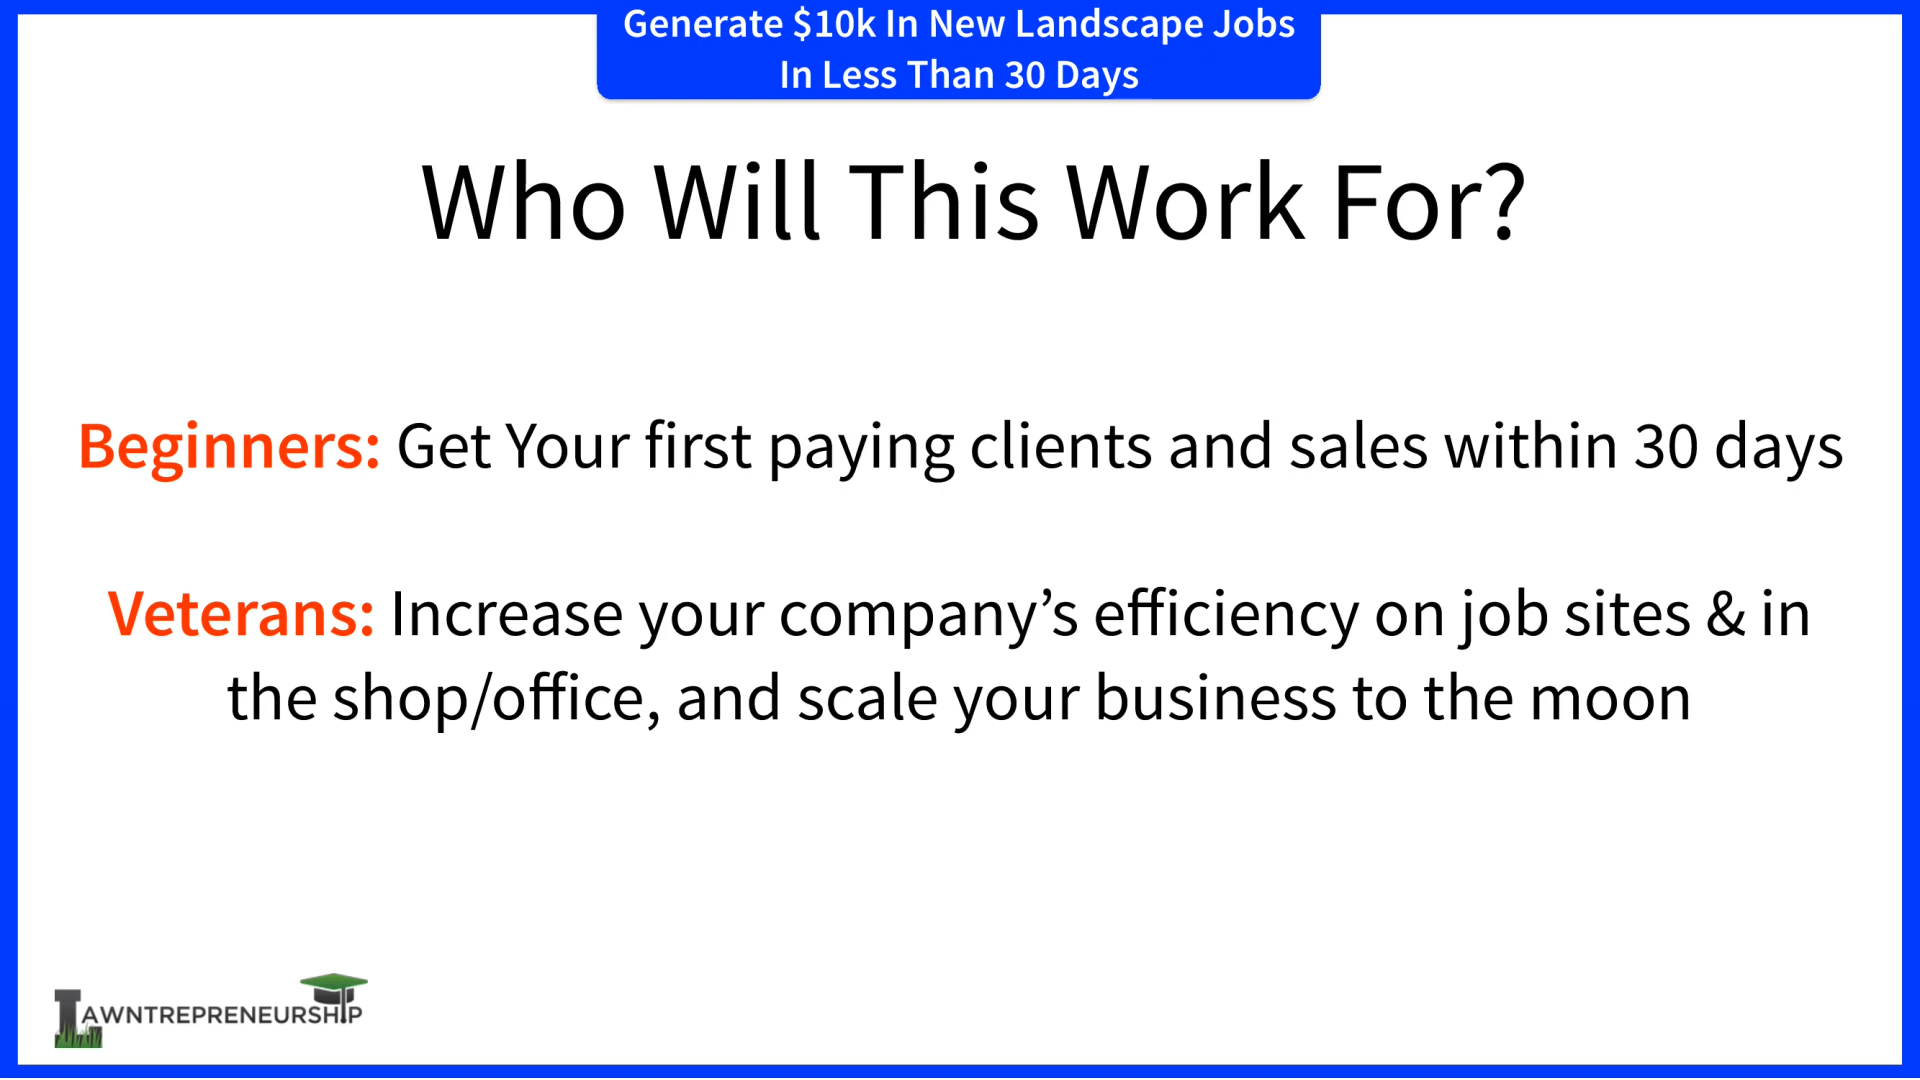 Generate $10k In New Landscape Jobs
In Less Than 30 Days
Who Will This Work For?
Beginners: Get Your first paying clients and sales within 30 days
Veterans: Increase your company’s efficiency on job sites & in
the shop/office, and scale your business to the moon
LAWNTREPRENEURSHIP